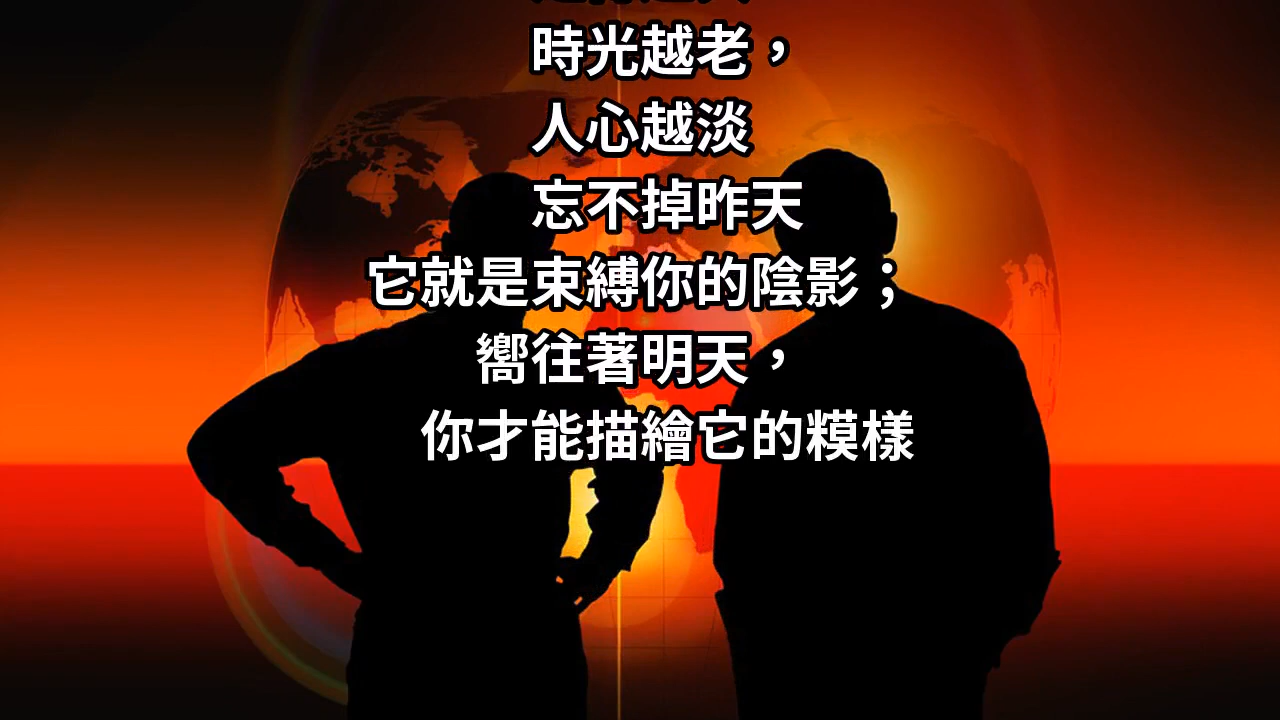 時光越老，
人心越淡
忘不掉昨天
它就是束縛你的陰影；
嚮往著明天，
你才能描繪它的糢樣